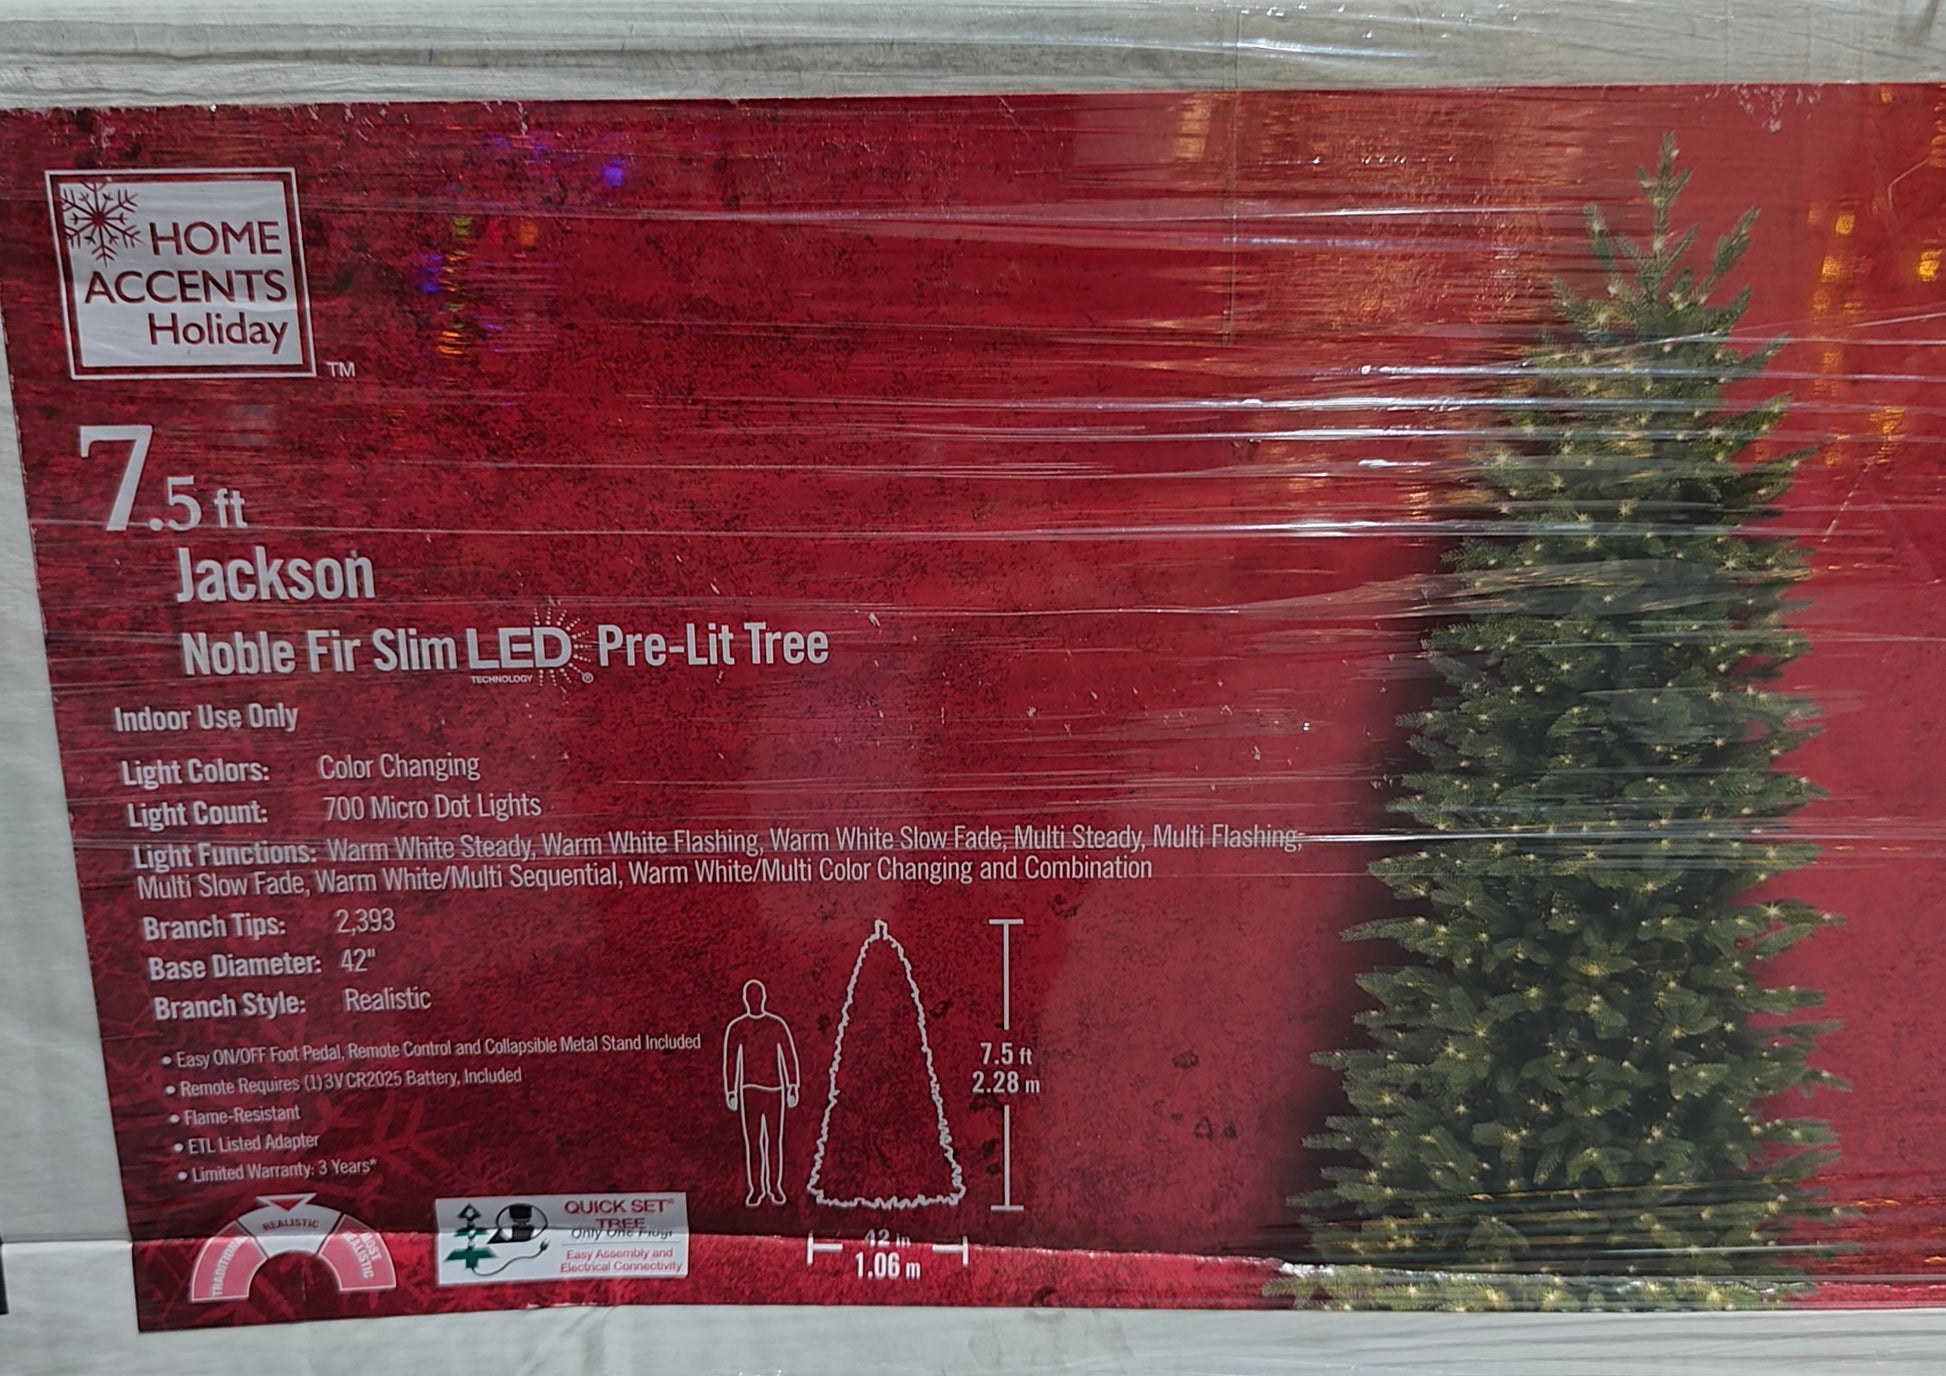 HOME
ACCENTS
Holiday
TM
7.5 ft
Jackson
Noble Fir Slim LED Pre-Lit Tree
TECHNOLOGY ®
Indoor Use Only
Light Colors: Color Changing
Light Count: 700 Micro Dot Lights
Light Functions: Warm White Steady, Warm White Flashing, Warm White Slow Fade, Multi Steady, Multi Flashing,
Multi Slow Fade, Warm White/Multi Sequential, Warm White/Multi Color Changing and Combination
Branch Tips: 2,393
Base Diameter: 42"
Branch Style: Realistic
• Easy ON/OFF Foot Pedal, Remote Control and Collapsible Metal Stand Included
• Remote Requires (1) 3V CR2025 Battery, Included
• Flame-Resistant
• ETL Listed Adapter
• Limited Warranty: 3 Years*
7.5 ft
2.28 m
42 in
1.06 m
TRADITIONAL
REALISTIC
MOST
REALISTIC
QUICK SET®
TREE
Only One Plug!
Easy Assembly and
Electrical Connectivity